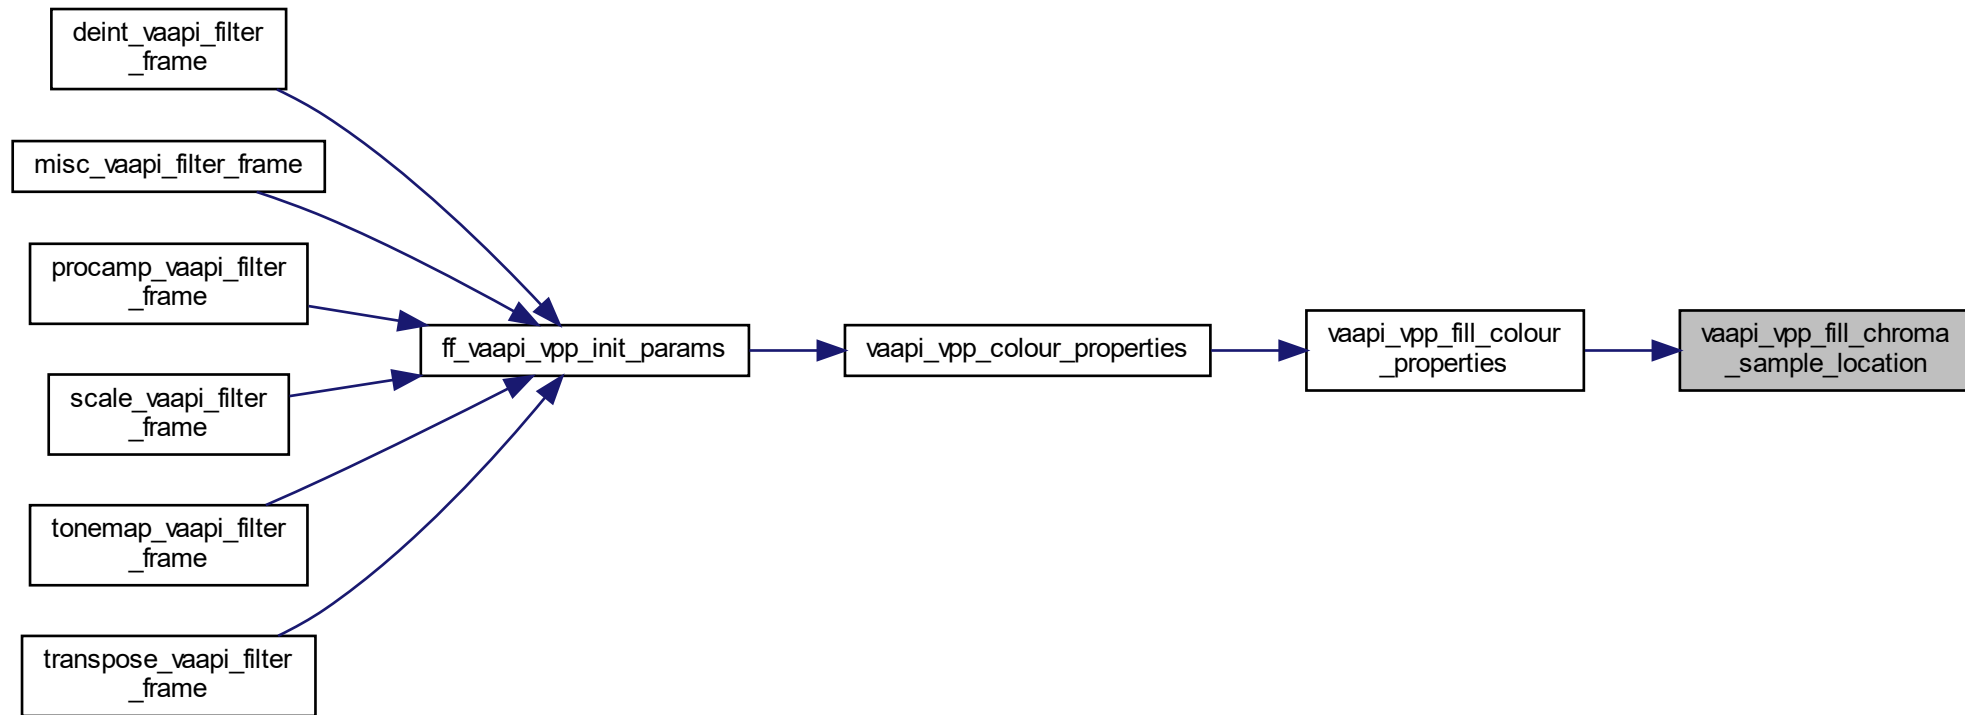 deint_vaapi_filter
_frame
misc_vaapi_filter_frame
procamp_vaapi_filter
_frame
scale_vaapi_filter
_frame
tonemap_vaapi_filter
_frame
transpose_vaapi_filter
_frame
ff_vaapi_vpp_init_params
vaapi_vpp_colour_properties
vaapi_vpp_fill_colour
_properties
vaapi_vpp_fill_chroma
_sample_location